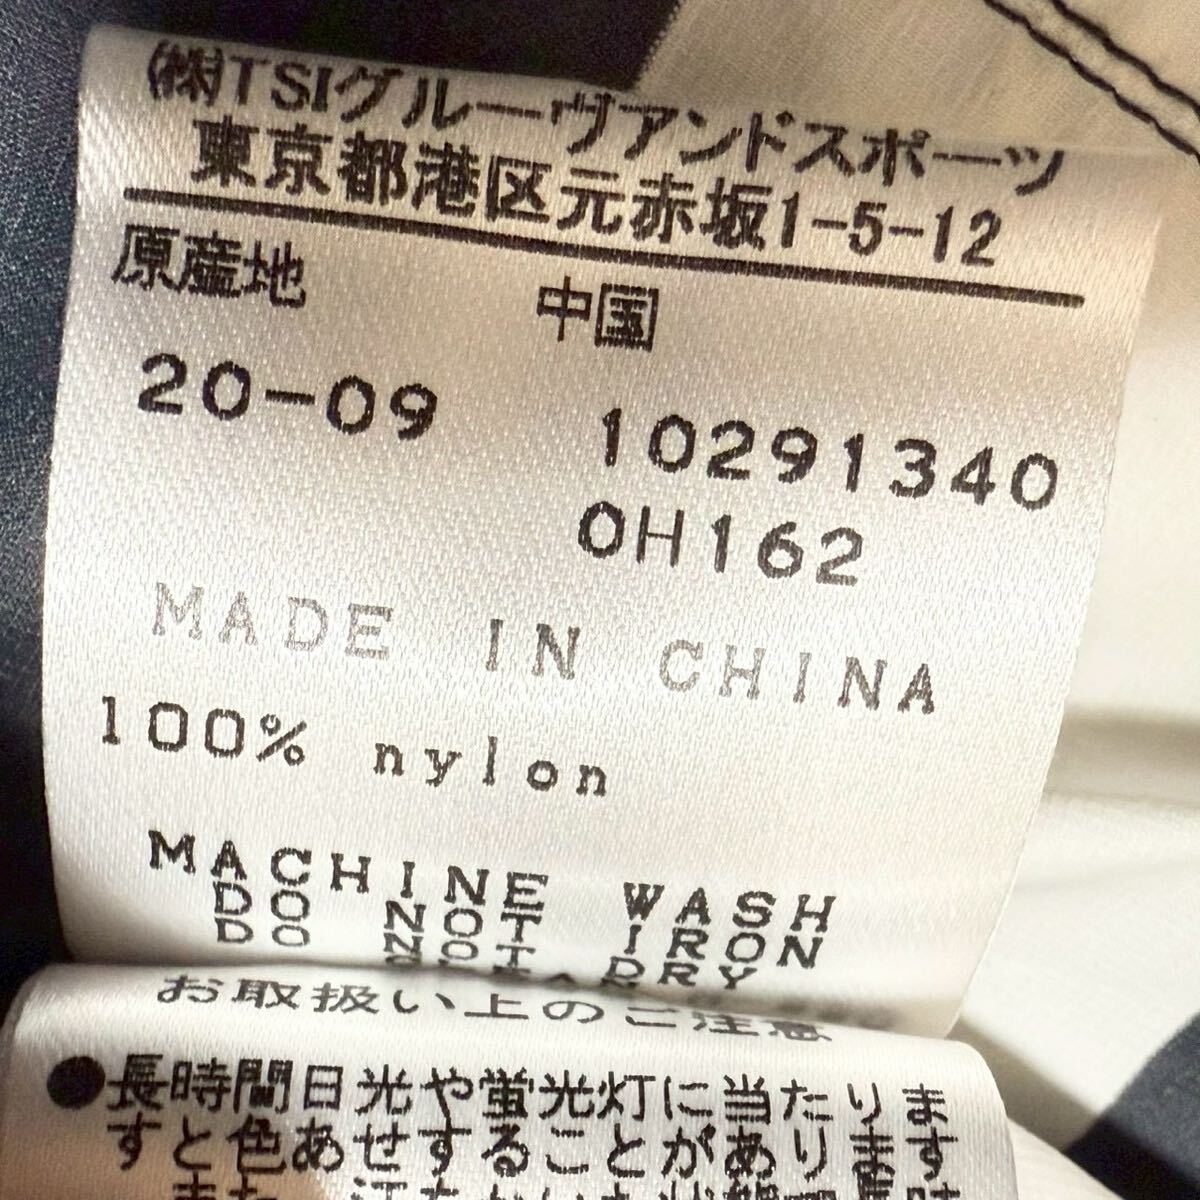 ㈱TSIグルーヴアンドスポーツ
東京都港区元赤坂1-5-12
原産地 中国
20-09 10291340
0H162
MADE IN CHINA
100% nylon
MACHINE WASH
DO NOT IRON
DO NOT DRY
お取扱い上のご注意
●長時間日光や蛍光灯に当たりま
すと色あせすることがあります